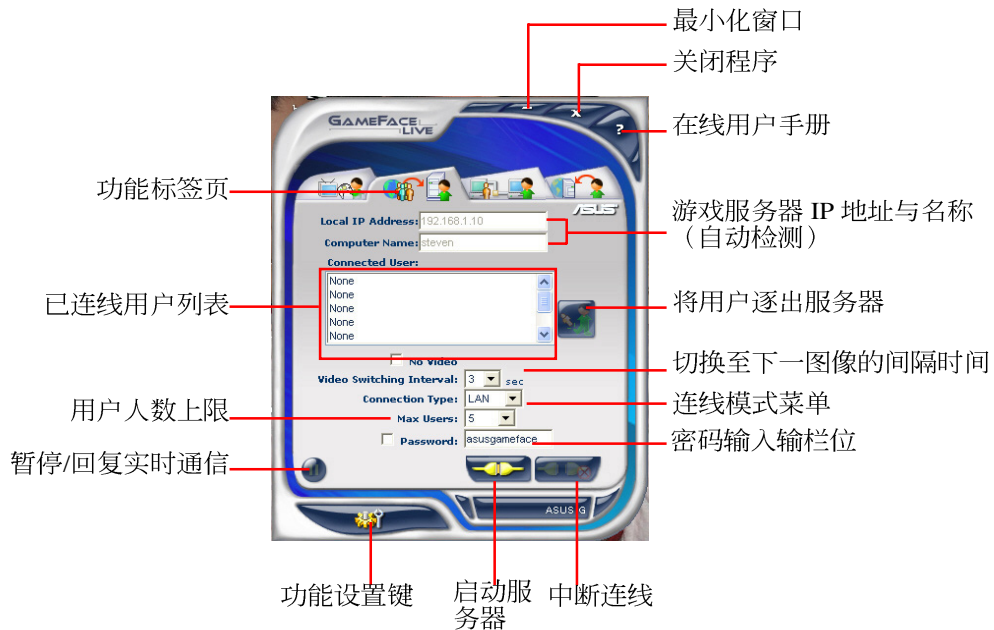 最小化窗口
关闭程序
在线用户手册
GAMEFACE
LIVE
x
?
功能标签页
ASUS
Local IP Address: 192.168.1.10
Computer Name: steven
游戏服务器 IP 地址与名称
（自动检测）
Connected User:
None
None
None
None
None
已连线用户列表
将用户逐出服务器
No Video
切换至下一图像的间隔时间
Video Switching Interval: 3 sec
Connection Type: LAN
连线模式菜单
用户人数上限
Max Users: 5
Password: asusgameface
密码输入输栏位
暂停/回复实时通信
ASUS G
功能设置键
启动服
务器
中断连线